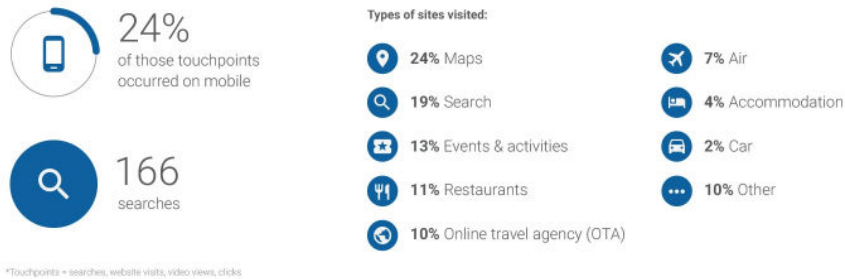 24%
of those touchpoints
occurred on mobile
166
searches
*Touchpoints = searches, website visits, video views, clicks
Types of sites visited:
24% Maps
19% Search
13% Events & activities
11% Restaurants
10% Online travel agency (OTA)
7% Air
4% Accommodation
2% Car
10% Other